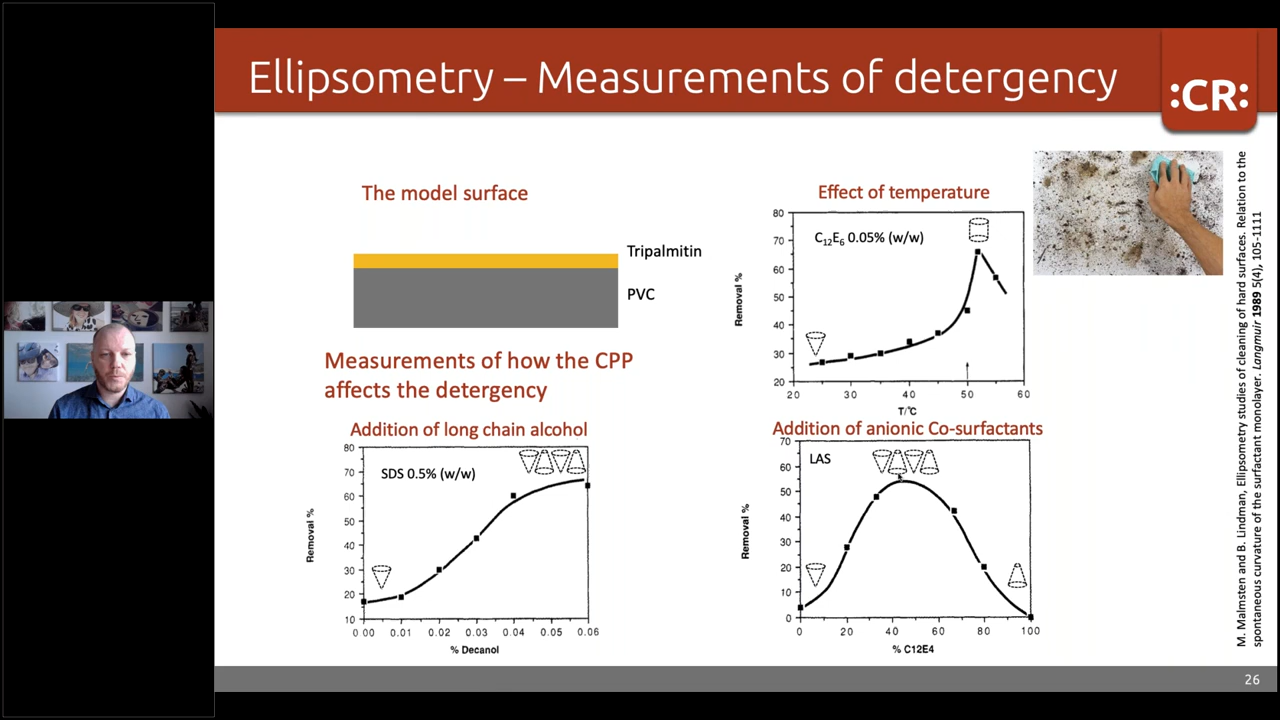 Ellipsometry – Measurements of detergency
:CR:
The model surface
Tripalmitin
PVC
Measurements of how the CPP
affects the detergency
Effect of temperature
80
70
60
50
40
30
20
Removal %
C₁₂E₆ 0.05% (w/w)
20 30 40 50 60
T/°C
Addition of long chain alcohol
80
70
60
50
40
30
20
10
Removal %
SDS 0.5% (w/w)
0.00 0.01 0.02 0.03 0.04 0.05 0.06
% Decanol
Addition of anionic Co-surfactants
70
60
50
40
30
20
10
0
Removal %
LAS
0 20 40 60 80 100
% C12E4
M. Malmsten and B. Lindman, Ellipsometry studies of cleaning of hard surfaces. Relation to the
spontaneous curvature of the surfactant monolayer. Langmuir 1989 5(4), 105-1111
26